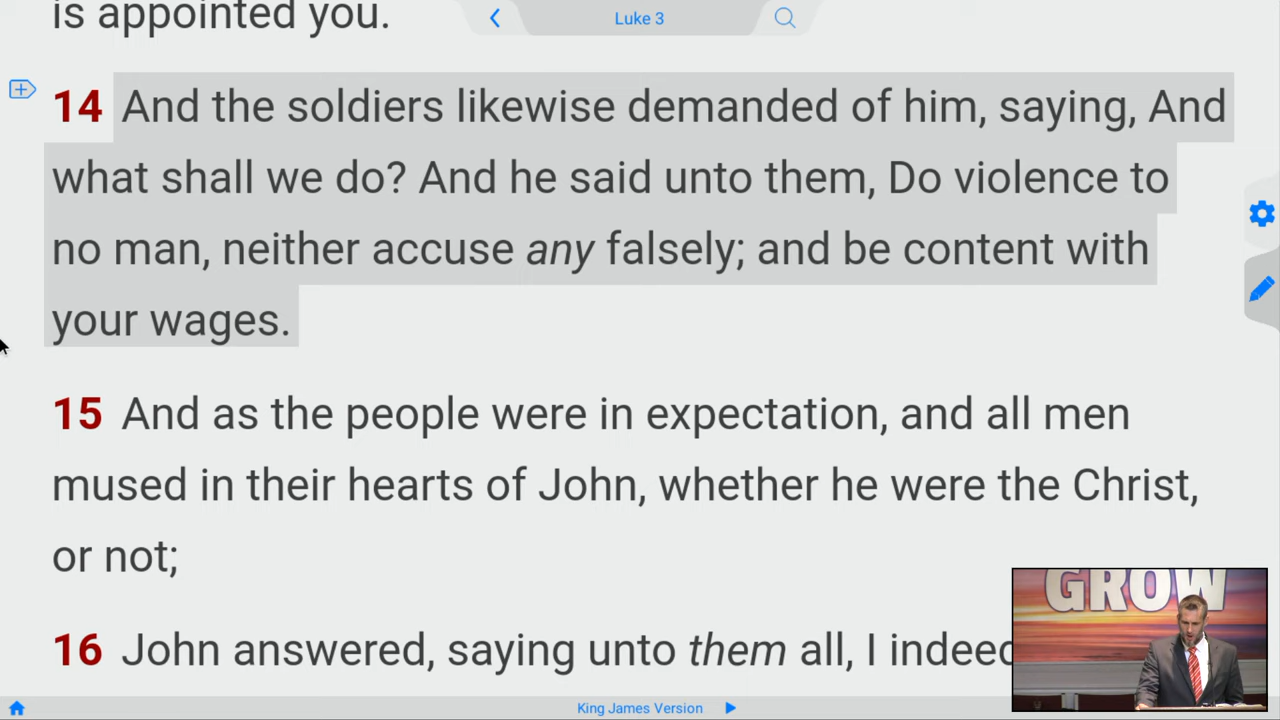 is appointed you.
Luke 3
14 And the soldiers likewise demanded of him, saying, And
what shall we do? And he said unto them, Do violence to
no man, neither accuse any falsely; and be content with
your wages.
15 And as the people were in expectation, and all men
mused in their hearts of John, whether he were the Christ,
or not;
16 John answered, saying unto them all, I indeed
GROW
King James Version